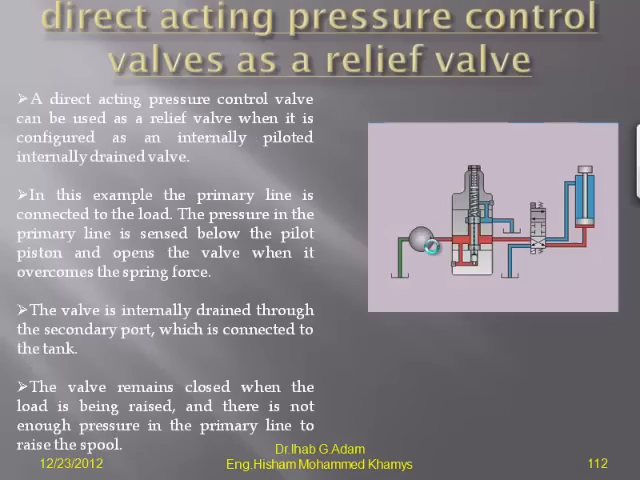 direct acting pressure control
valves as a relief valve
➢A direct acting pressure control valve
can be used as a relief valve when it is
configured as an internally piloted
internally drained valve.
➢In this example the primary line is
connected to the load. The pressure in the
primary line is sensed below the pilot
piston and opens the valve when it
overcomes the spring force.
➢The valve is internally drained through
the secondary port, which is connected to
the tank.
➢The valve remains closed when the
load is being raised, and there is not
enough pressure in the primary line to
raise the spool.
Dr.Ihab G.Adam
12/23/2012 Eng.Hisham Mohammed Khamys 112